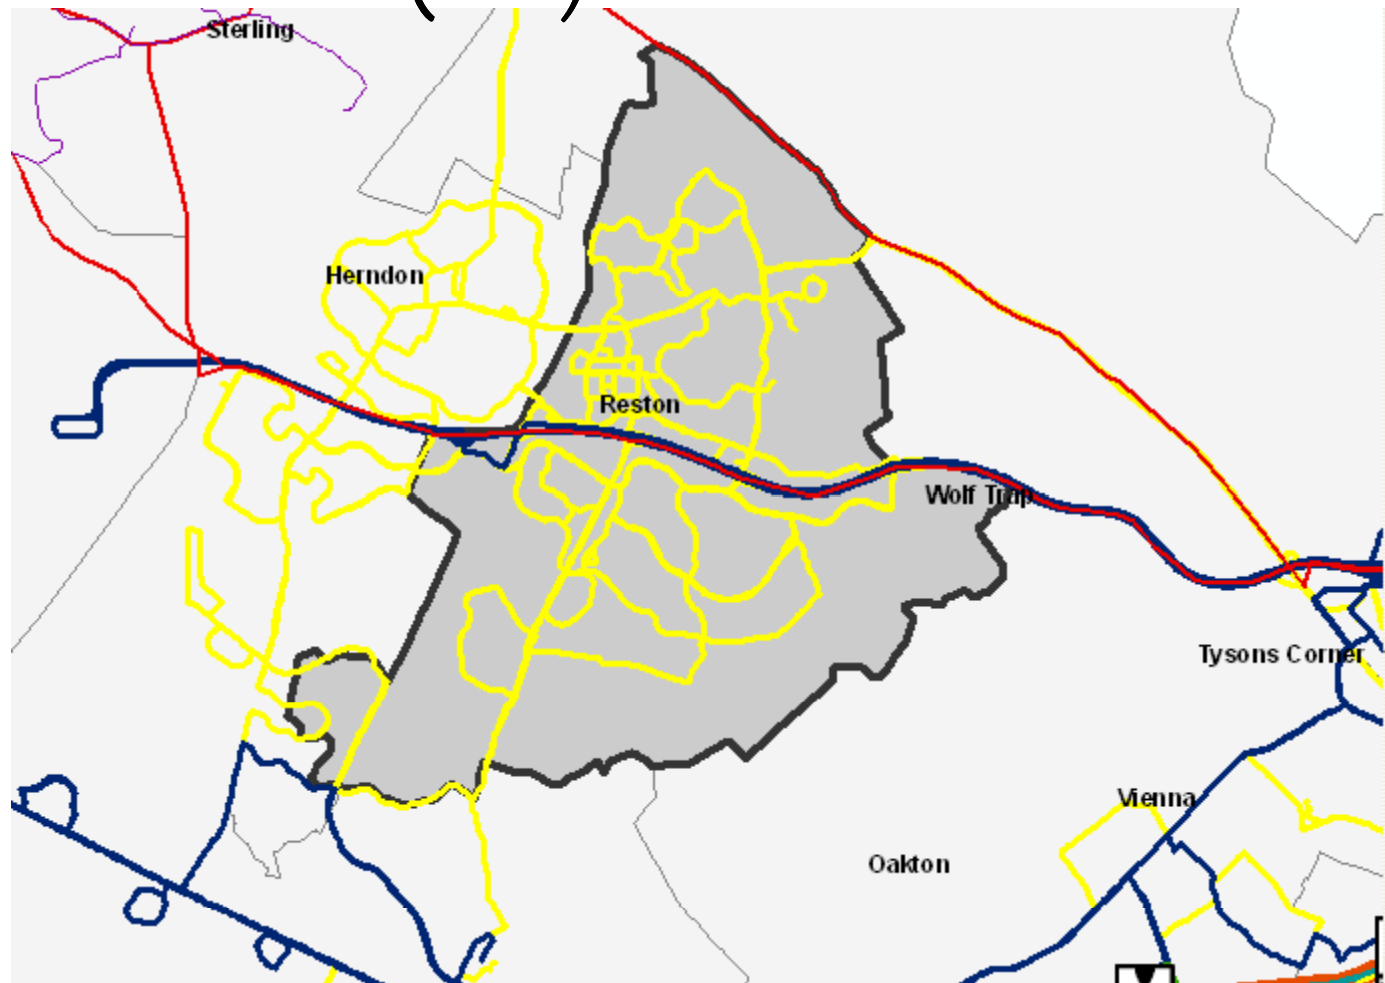 Sterling
Herndon
Reston
Wolf Trap
Tysons Corner
Vienna
Oakton